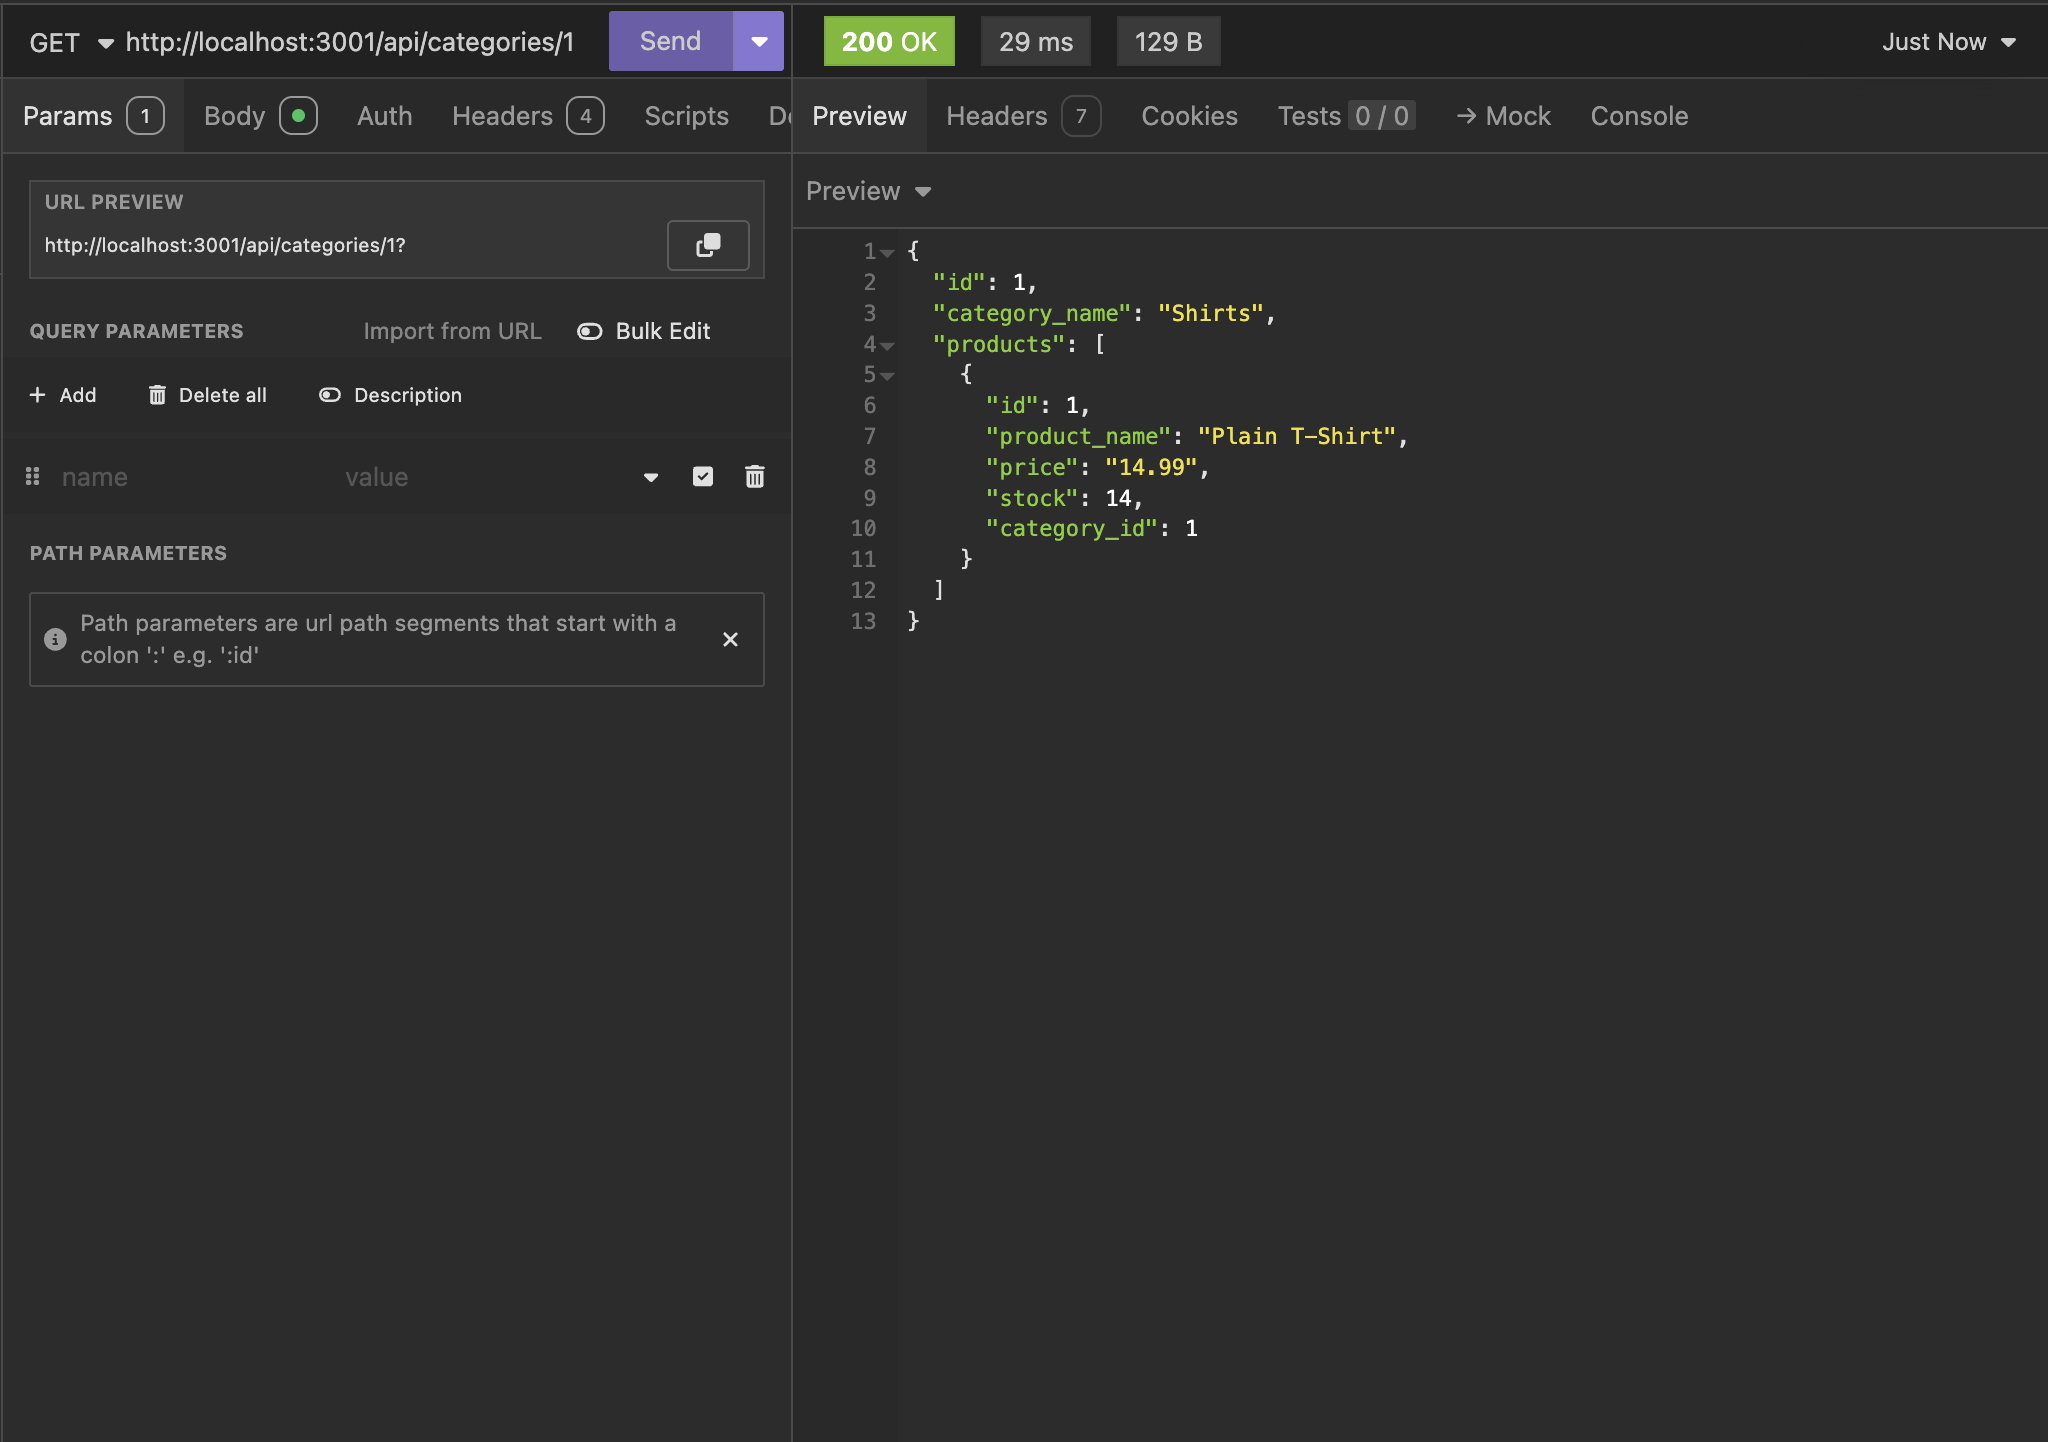 GET http://localhost:3001/api/categories/1 Send
Params 1 Body Auth Headers 4 Scripts
URL PREVIEW
http://localhost:3001/api/categories/1?
QUERY PARAMETERS Import from URL Bulk Edit
+ Add Delete all Description
name value
PATH PARAMETERS
Path parameters are url path segments that start with a
colon ':' e.g. ':id'
200 OK 29 ms 129 B Just Now
Preview Headers 7 Cookies Tests 0 / 0 → Mock Console
Preview
1 {
2 "id": 1,
3 "category_name": "Shirts",
4 "products": [
5 {
6 "id": 1,
7 "product_name": "Plain T-Shirt",
8 "price": "14.99",
9 "stock": 14,
10 "category_id": 1
11 }
12 ]
13 }